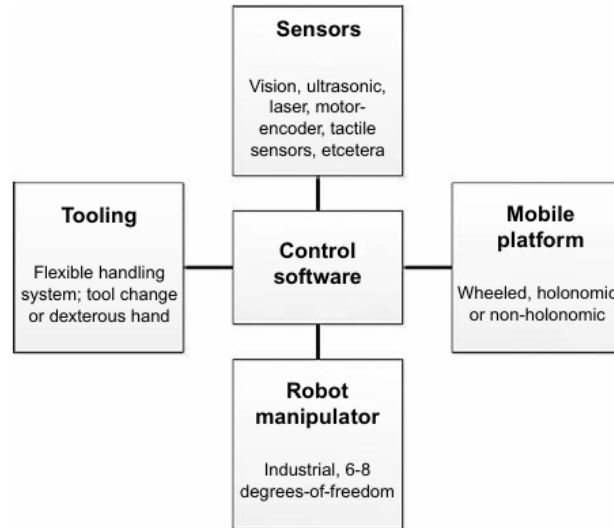 Sensors
Vision, ultrasonic,
laser, motor-
encoder, tactile
sensors, etcetera
Tooling
Flexible handling
system; tool change
or dexterous hand
Control
software
Mobile
platform
Wheeled, holonomic
or non-holonomic
Robot
manipulator
Industrial, 6-8
degrees-of-freedom